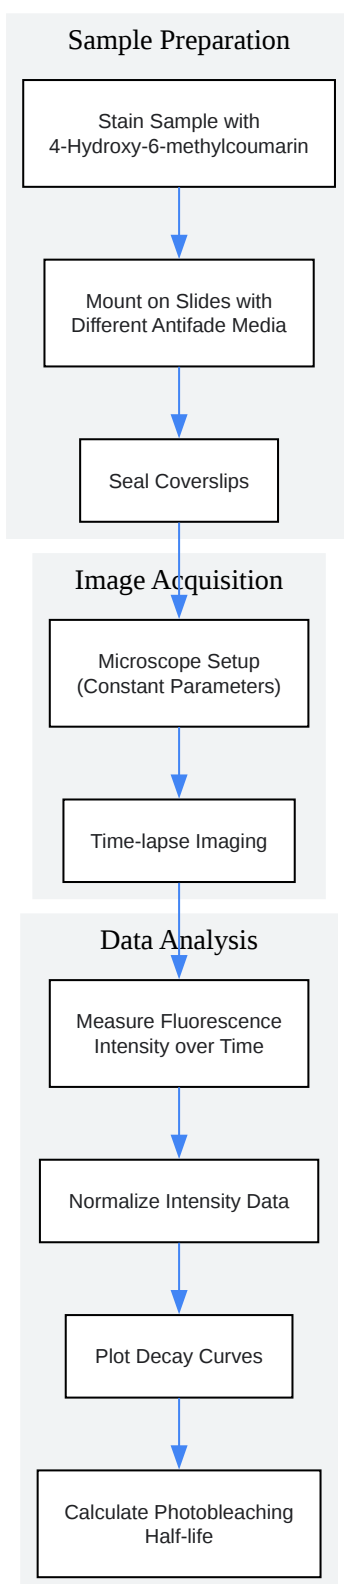 Sample Preparation
Stain Sample with
4-Hydroxy-6-methylcoumarin
Mount on Slides with
Different Antifade Media
Seal Coverslips
Image Acquisition
Microscope Setup
(Constant Parameters)
Time-lapse Imaging
Data Analysis
Measure Fluorescence
Intensity over Time
Normalize Intensity Data
Plot Decay Curves
Calculate Photobleaching
Half-life